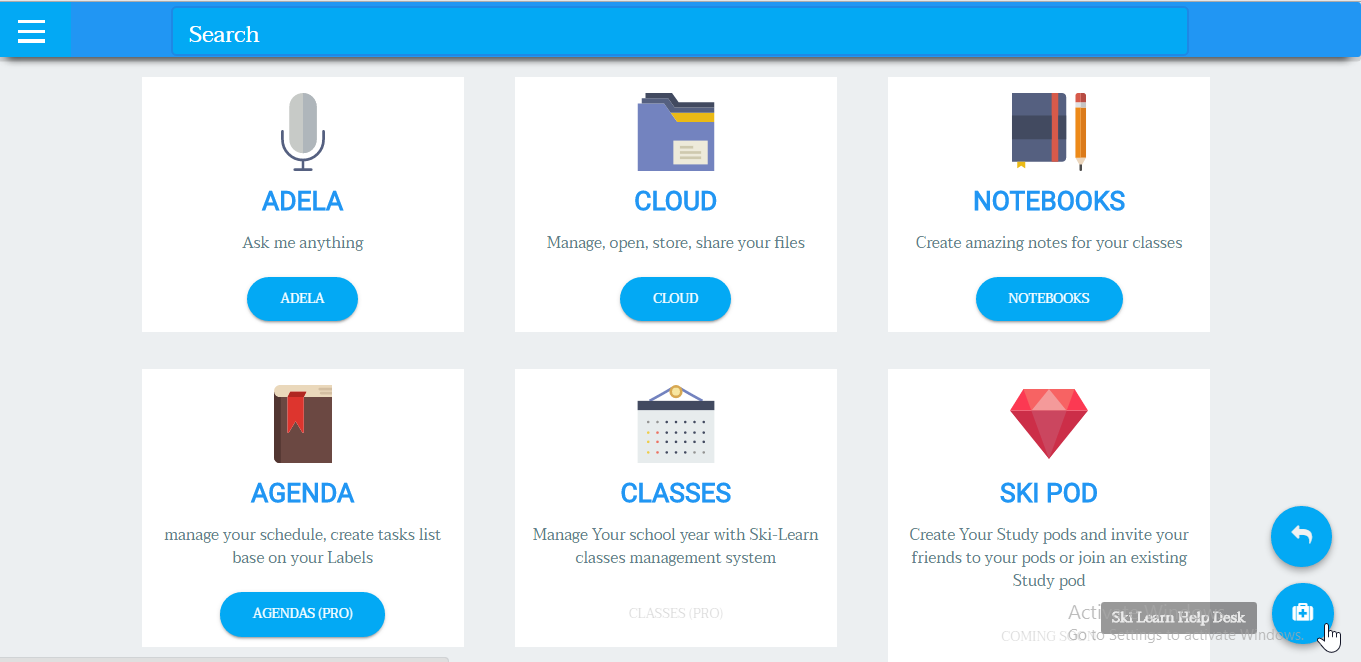 Search
ADELA
Ask me anything
ADELA
CLOUD
Manage, open, store, share your files
CLOUD
NOTEBOOKS
Create amazing notes for your classes
NOTEBOOKS
AGENDA
manage your schedule, create tasks list
base on your Labels
AGENDAS (PRO)
CLASSES
Manage Your school year with Ski-Learn
classes management system
CLASSES (PRO)
SKI POD
Create Your Study pods and invite your
friends to your pods or join an existing
Study pod
COMING SOON
Ski Learn Help Desk
Activate Windows
Go to Settings to activate Windows.